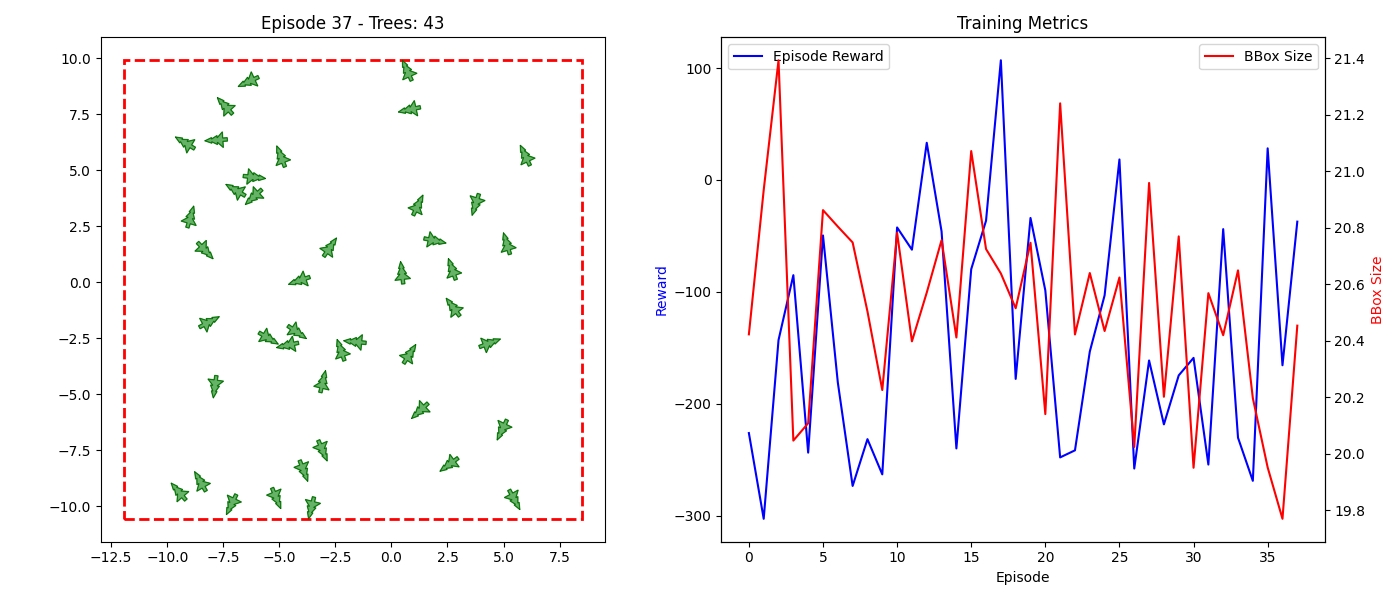 Episode 37 - Trees: 43
10.0
7.5
5.0
2.5
0.0
−2.5
−5.0
−7.5
−10.0
−12.5 −10.0 −7.5 −5.0 −2.5 0.0 2.5 5.0 7.5
Training Metrics
Episode Reward
BBox Size
100
0
−100
−200
−300
Reward
0 5 10 15 20 25 30 35
Episode
21.4
21.2
21.0
20.8
20.6
20.4
20.2
20.0
19.8
BBox Size